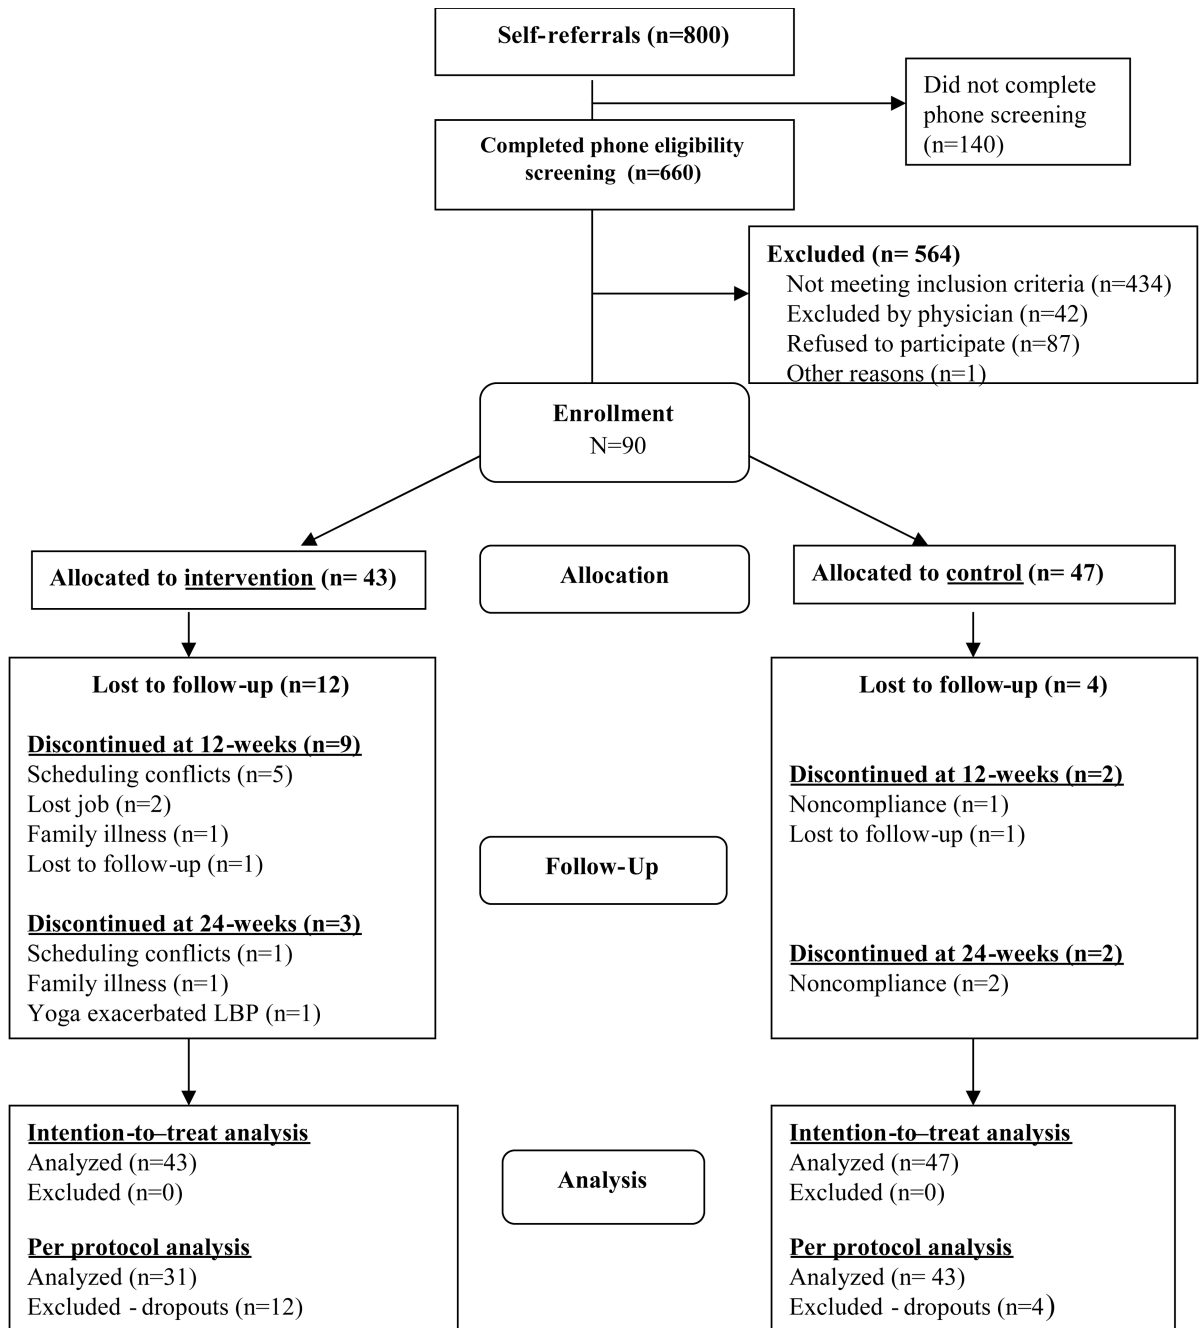 Self-referrals (n=800)
Did not complete
phone screening
(n=140)
Completed phone eligibility
screening (n=660)
Excluded (n= 564)
Not meeting inclusion criteria (n=434)
Excluded by physician (n=42)
Refused to participate (n=87)
Other reasons (n=1)
Enrollment
N=90
Allocated to intervention (n= 43)
Allocation
Allocated to control (n= 47)
Lost to follow-up (n=12)
Discontinued at 12-weeks (n=9)
Scheduling conflicts (n=5)
Lost job (n=2)
Family illness (n=1)
Lost to follow-up (n=1)
Discontinued at 24-weeks (n=3)
Scheduling conflicts (n=1)
Family illness (n=1)
Yoga exacerbated LBP (n=1)
Follow-Up
Lost to follow-up (n= 4)
Discontinued at 12-weeks (n=2)
Noncompliance (n=1)
Lost to follow-up (n=1)
Discontinued at 24-weeks (n=2)
Noncompliance (n=2)
Intention-to–treat analysis
Analyzed (n=43)
Excluded (n=0)
Per protocol analysis
Analyzed (n=31)
Excluded - dropouts (n=12)
Analysis
Intention-to–treat analysis
Analyzed (n=47)
Excluded (n=0)
Per protocol analysis
Analyzed (n= 43)
Excluded - dropouts (n=4)